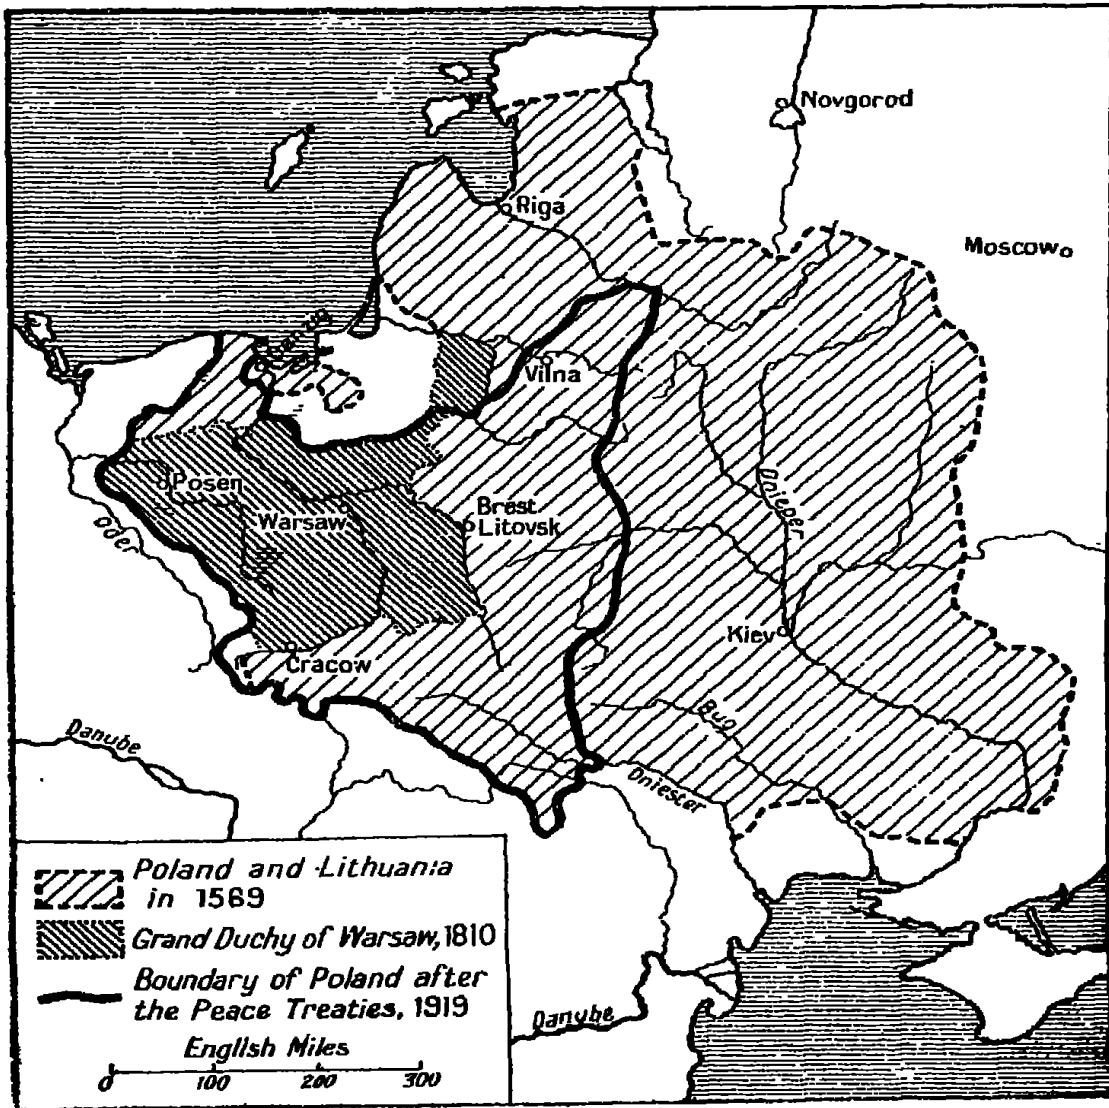 Novgorod
Moscow
Riga
Danzig
Vilna
Posen
Warsaw
Brest
Litovsk
Oder
Dnieper
Kiev
Cracow
Bug
Danube
Dniester
Poland and Lithuania
in 1569
Grand Duchy of Warsaw, 1810
Boundary of Poland after
the Peace Treaties, 1919
English Miles
0 100 200 300
Danube